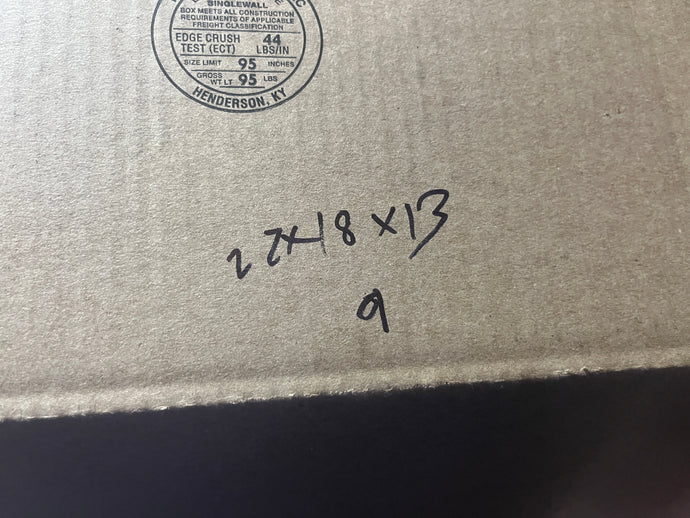 SINGLEWALL
BOX MEETS ALL CONSTRUCTION
REQUIREMENTS OF APPLICABLE
FREIGHT CLASSIFICATION
EDGE CRUSH TEST (ECT) 44 LBS/IN
SIZE LIMIT 95 INCHES
GROSS WT LT 95 LBS
HENDERSON, KY
22x18x13
9